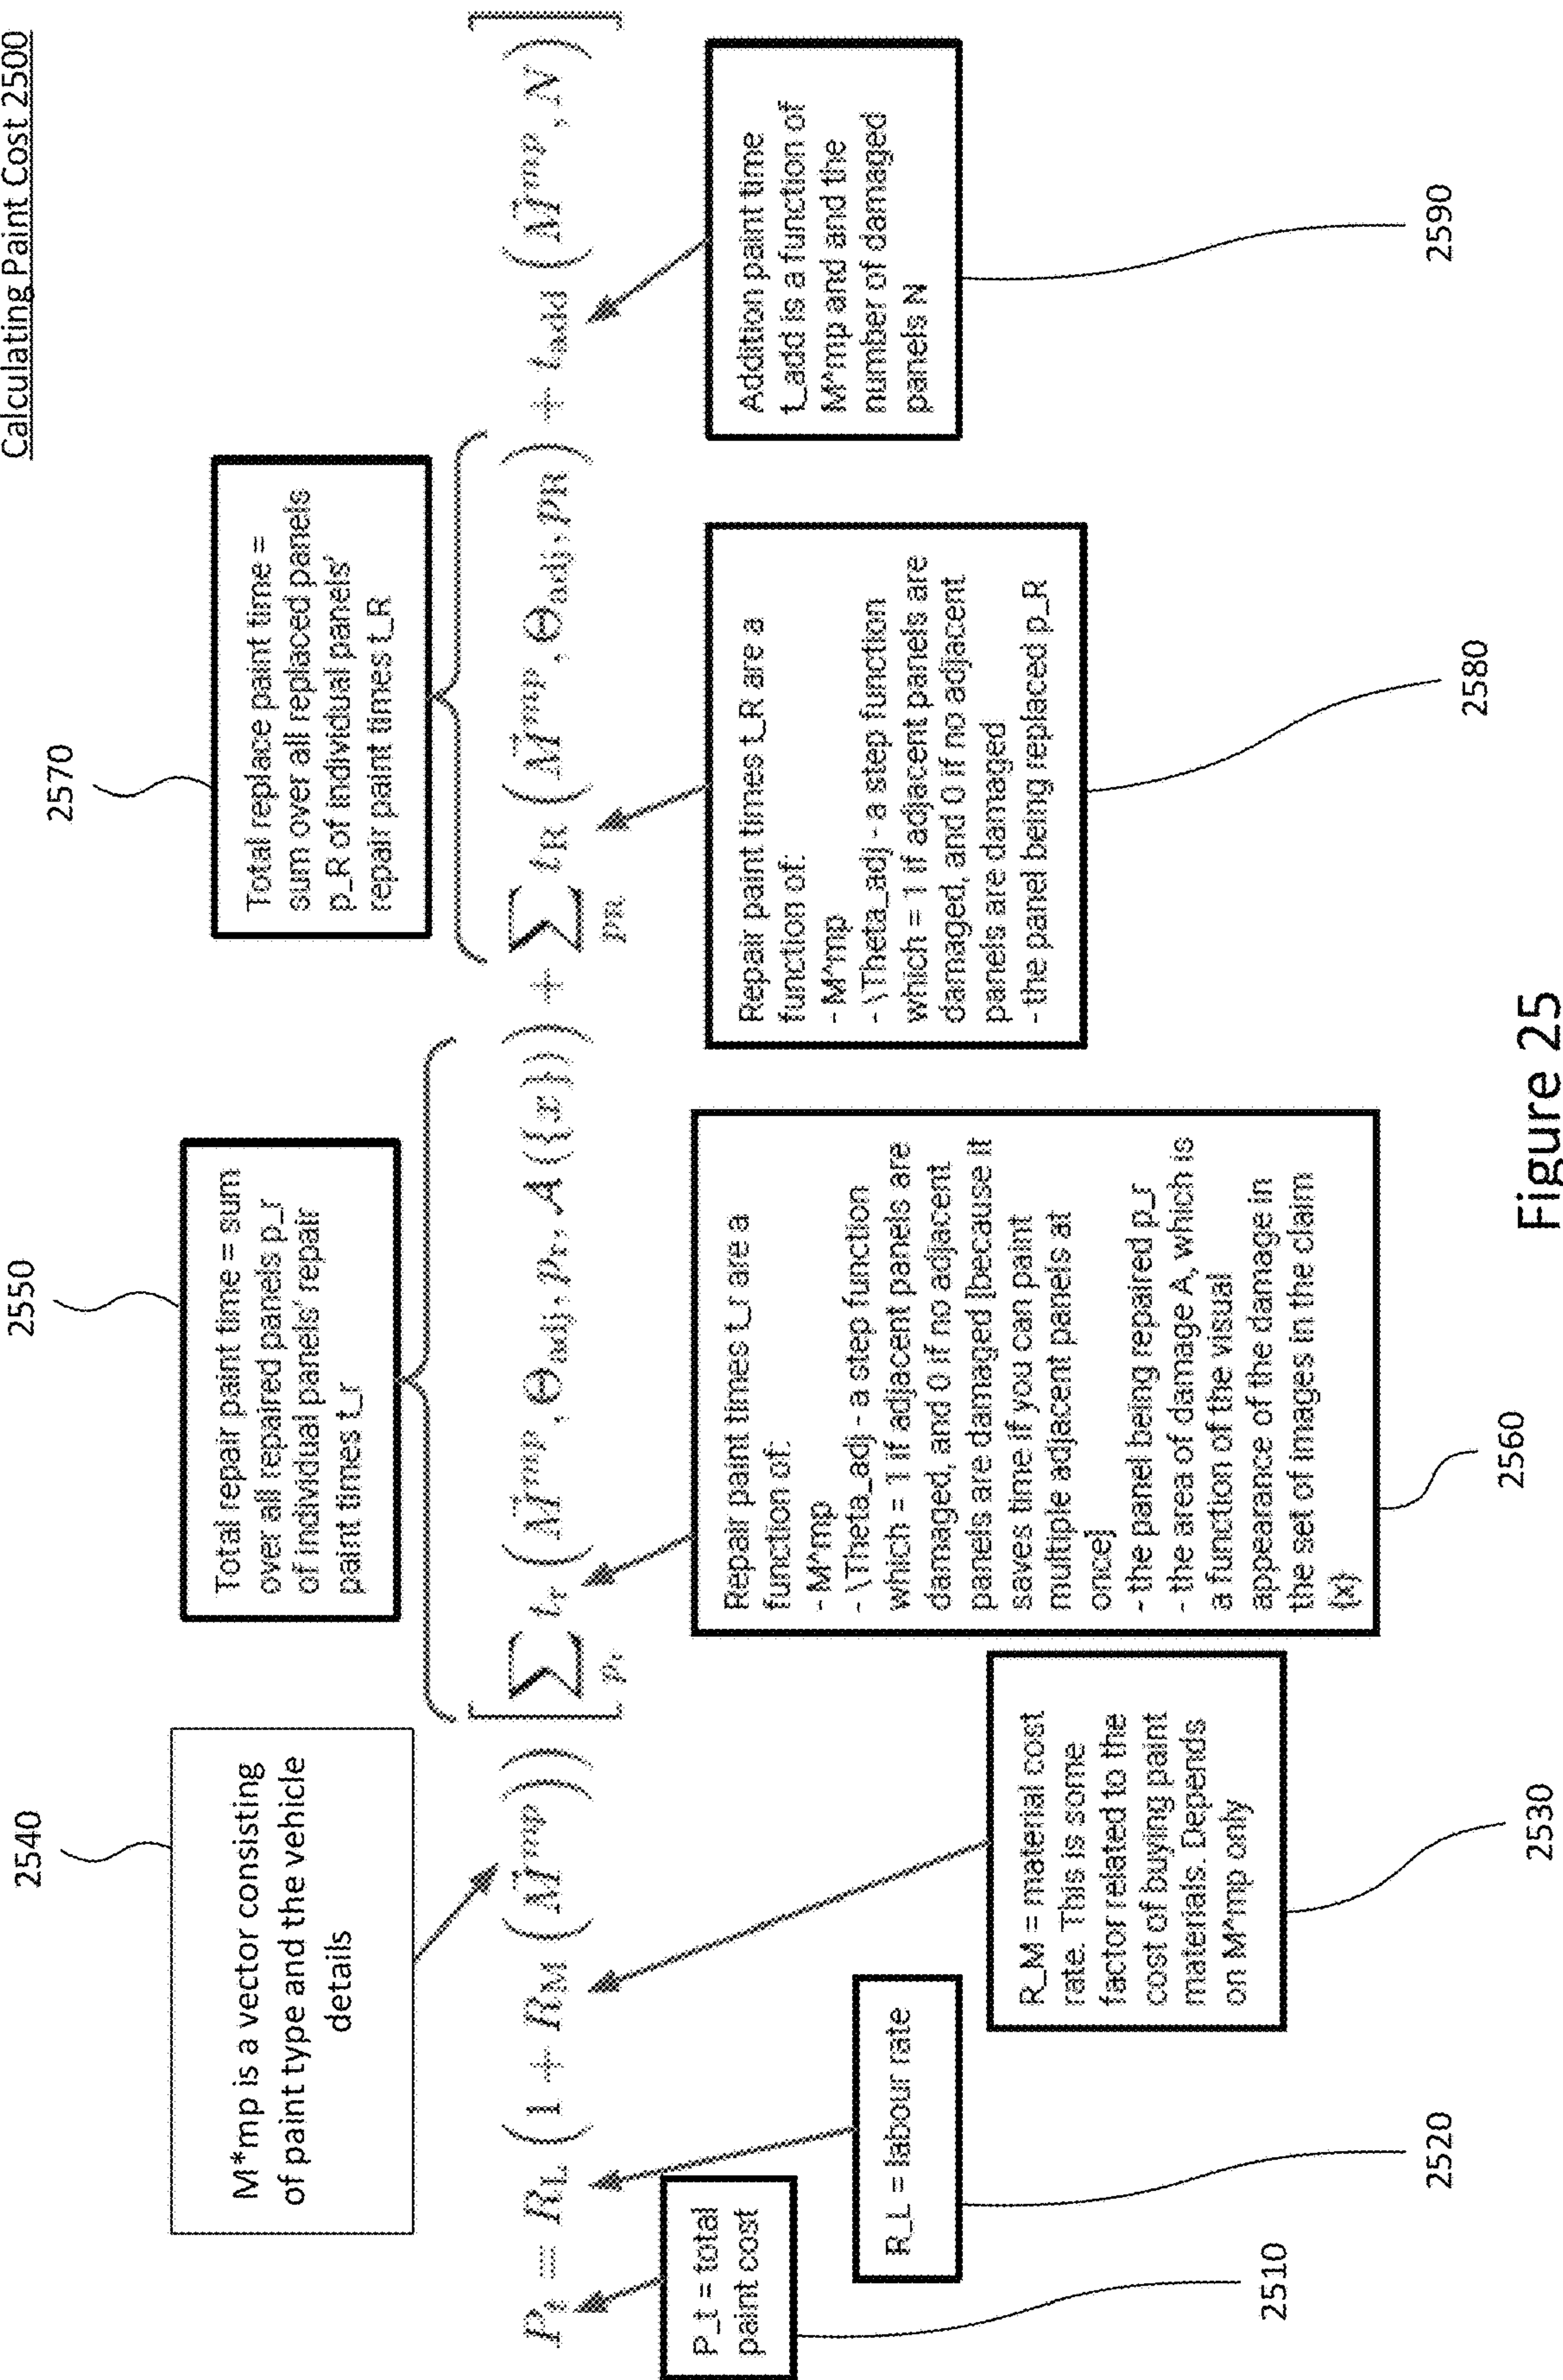 Calculating Paint Cost 2500
2540
M*mp is a vector consisting
of paint type and the vehicle
details
2550
Total repair paint time = sum
over all repaired panels p_r
of individual panels' repair
paint times t_r
2570
Total replace paint time =
sum over all replaced panels
p_R of individual panels'
repair paint times t_R
P_t = R_L (1 + R_M (M⃗^mp)) [ ∑_{p_r} t_r (M⃗^mp, Θ_adj, p_r, A({x})) + ∑_{p_R} t_R (M⃗^mp, Θ_adj, p_R) + t_add (M⃗^mp, N) ]
P_t = total
paint cost
2510
R_L = labour rate
2520
R_M = material cost
rate. This is some
factor related to the
cost of buying paint
materials. Depends
on M^mp only
2530
Repair paint times t_r are a
function of:
- M^mp
- \Theta_adj - a step function
which = 1 if adjacent panels are
damaged, and 0 if no adjacent
panels are damaged [because it
saves time if you can paint
multiple adjacent panels at
once]
- the panel being repaired p_r
- the area of damage A, which is
a function of the visual
appearance of the damage in
the set of images in the claim
{x}
2560
Repair paint times t_R are a
function of:
- M^mp
- \Theta_adj - a step function
which = 1 if adjacent panels are
damaged, and 0 if no adjacent
panels are damaged
- the panel being replaced p_R
2580
Addition paint time
t_add is a function of
M^mp and and the
number of damaged
panels N
2590
Figure 25